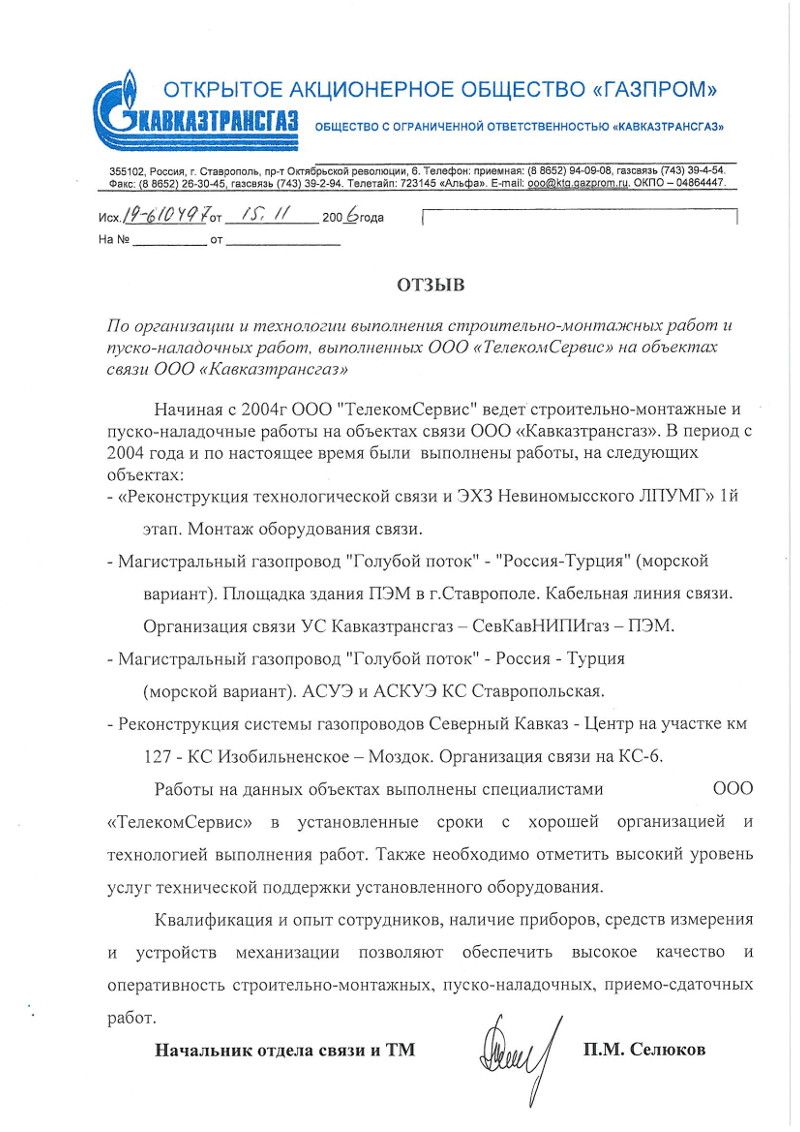 ОТКРЫТОЕ АКЦИОНЕРНОЕ ОБЩЕСТВО «ГАЗПРОМ»
КАВКАЗТРАНСГАЗ
ОБЩЕСТВО С ОГРАНИЧЕННОЙ ОТВЕТСТВЕННОСТЬЮ «КАВКАЗТРАНСГАЗ»
355102, Россия, г. Ставрополь, пр-т Октябрьской революции, 6. Телефон: приемная: (8 8652) 94-09-08, газсвязь (743) 39-4-54.
Факс: (8 8652) 26-30-45, газсвязь (743) 39-2-94. Телетайп: 723145 «Альфа». E-mail: ooo@ktg.gazprom.ru. ОКПО – 04864447.
Исх. 19-610497 от 15.11 2006 года
На № ____________ от __________________
ОТЗЫВ
По организации и технологии выполнения строительно-монтажных работ и
пуско-наладочных работ, выполненных ООО «ТелекомСервис» на объектах
связи ООО «Кавказтрансгаз»
Начиная с 2004г ООО "ТелекомСервис" ведет строительно-монтажные и
пуско-наладочные работы на объектах связи ООО «Кавказтрансгаз». В период с
2004 года и по настоящее время были выполнены работы, на следующих
объектах:
- «Реконструкция технологической связи и ЭХЗ Невиномысского ЛПУМГ» 1й
этап. Монтаж оборудования связи.
- Магистральный газопровод "Голубой поток" - "Россия-Турция" (морской
вариант). Площадка здания ПЭМ в г.Ставрополе. Кабельная линия связи.
Организация связи УС Кавказтрансгаз – СевКавНИПИгаз – ПЭМ.
- Магистральный газопровод "Голубой поток" - Россия - Турция
(морской вариант). АСУЭ и АСКУЭ КС Ставропольская.
- Реконструкция системы газопроводов Северный Кавказ - Центр на участке км
127 - КС Изобильненское – Моздок. Организация связи на КС-6.
Работы на данных объектах выполнены специалистами ООО
«ТелекомСервис» в установленные сроки с хорошей организацией и
технологией выполнения работ. Также необходимо отметить высокий уровень
услуг технической поддержки установленного оборудования.
Квалификация и опыт сотрудников, наличие приборов, средств измерения
и устройств механизации позволяют обеспечить высокое качество и
оперативность строительно-монтажных, пуско-наладочных, приемо-сдаточных
работ.
Начальник отдела связи и ТМ П.М. Селюков